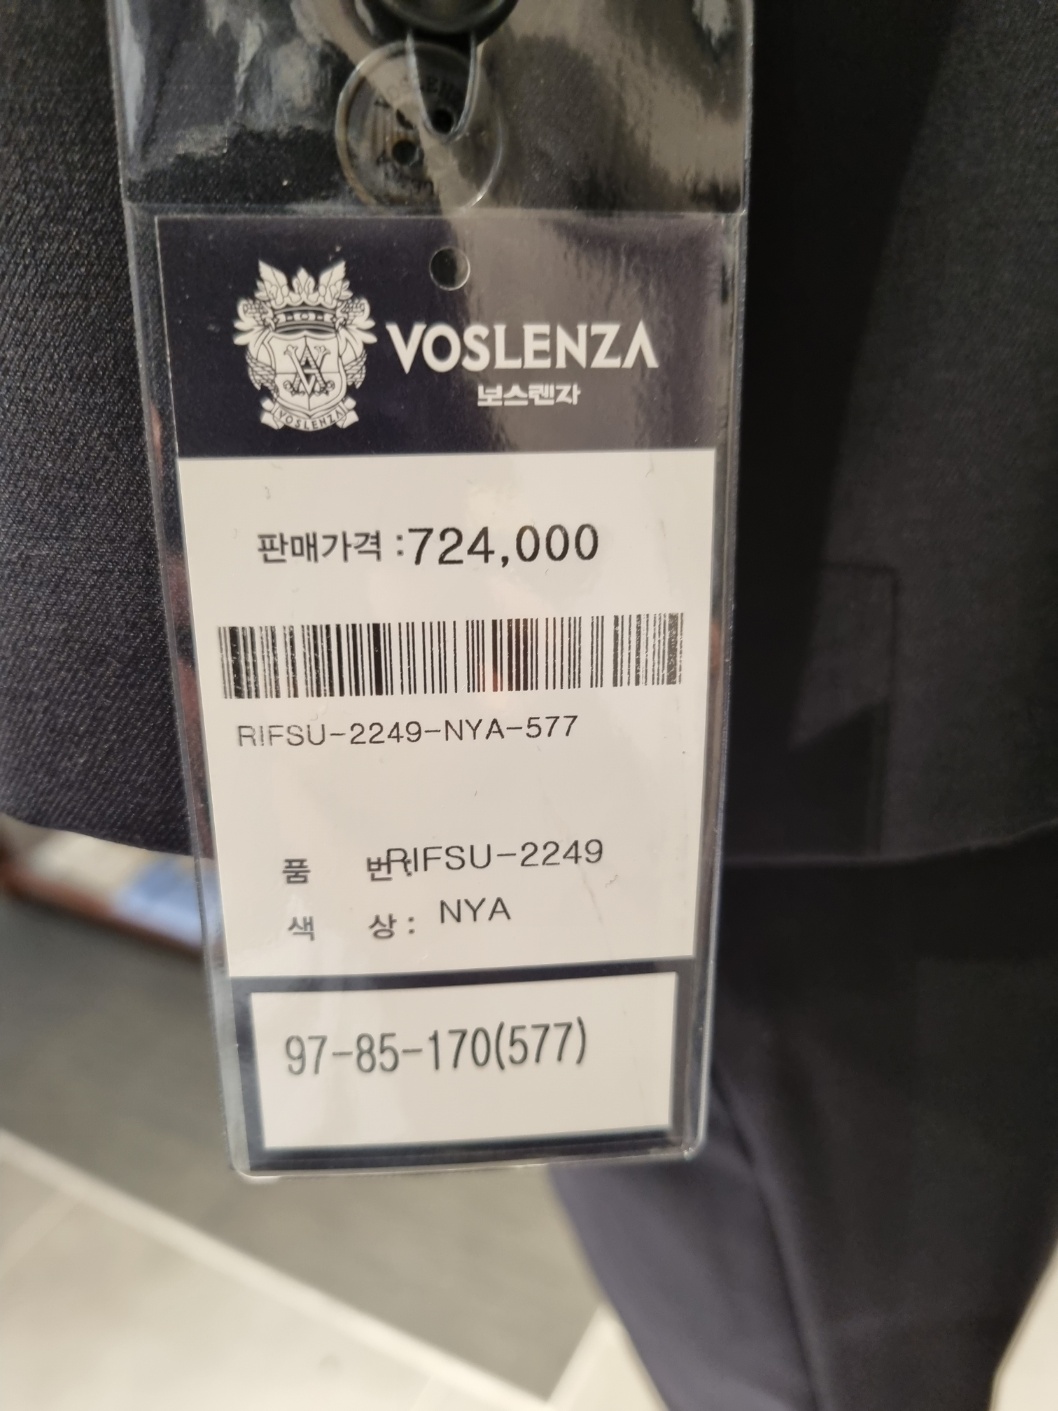 VOSLENZA
보스렌자
VOSLENZA
판매가격 :724,000
RIFSU-2249-NYA-577
품 번:RIFSU-2249
색 상: NYA
97-85-170(577)